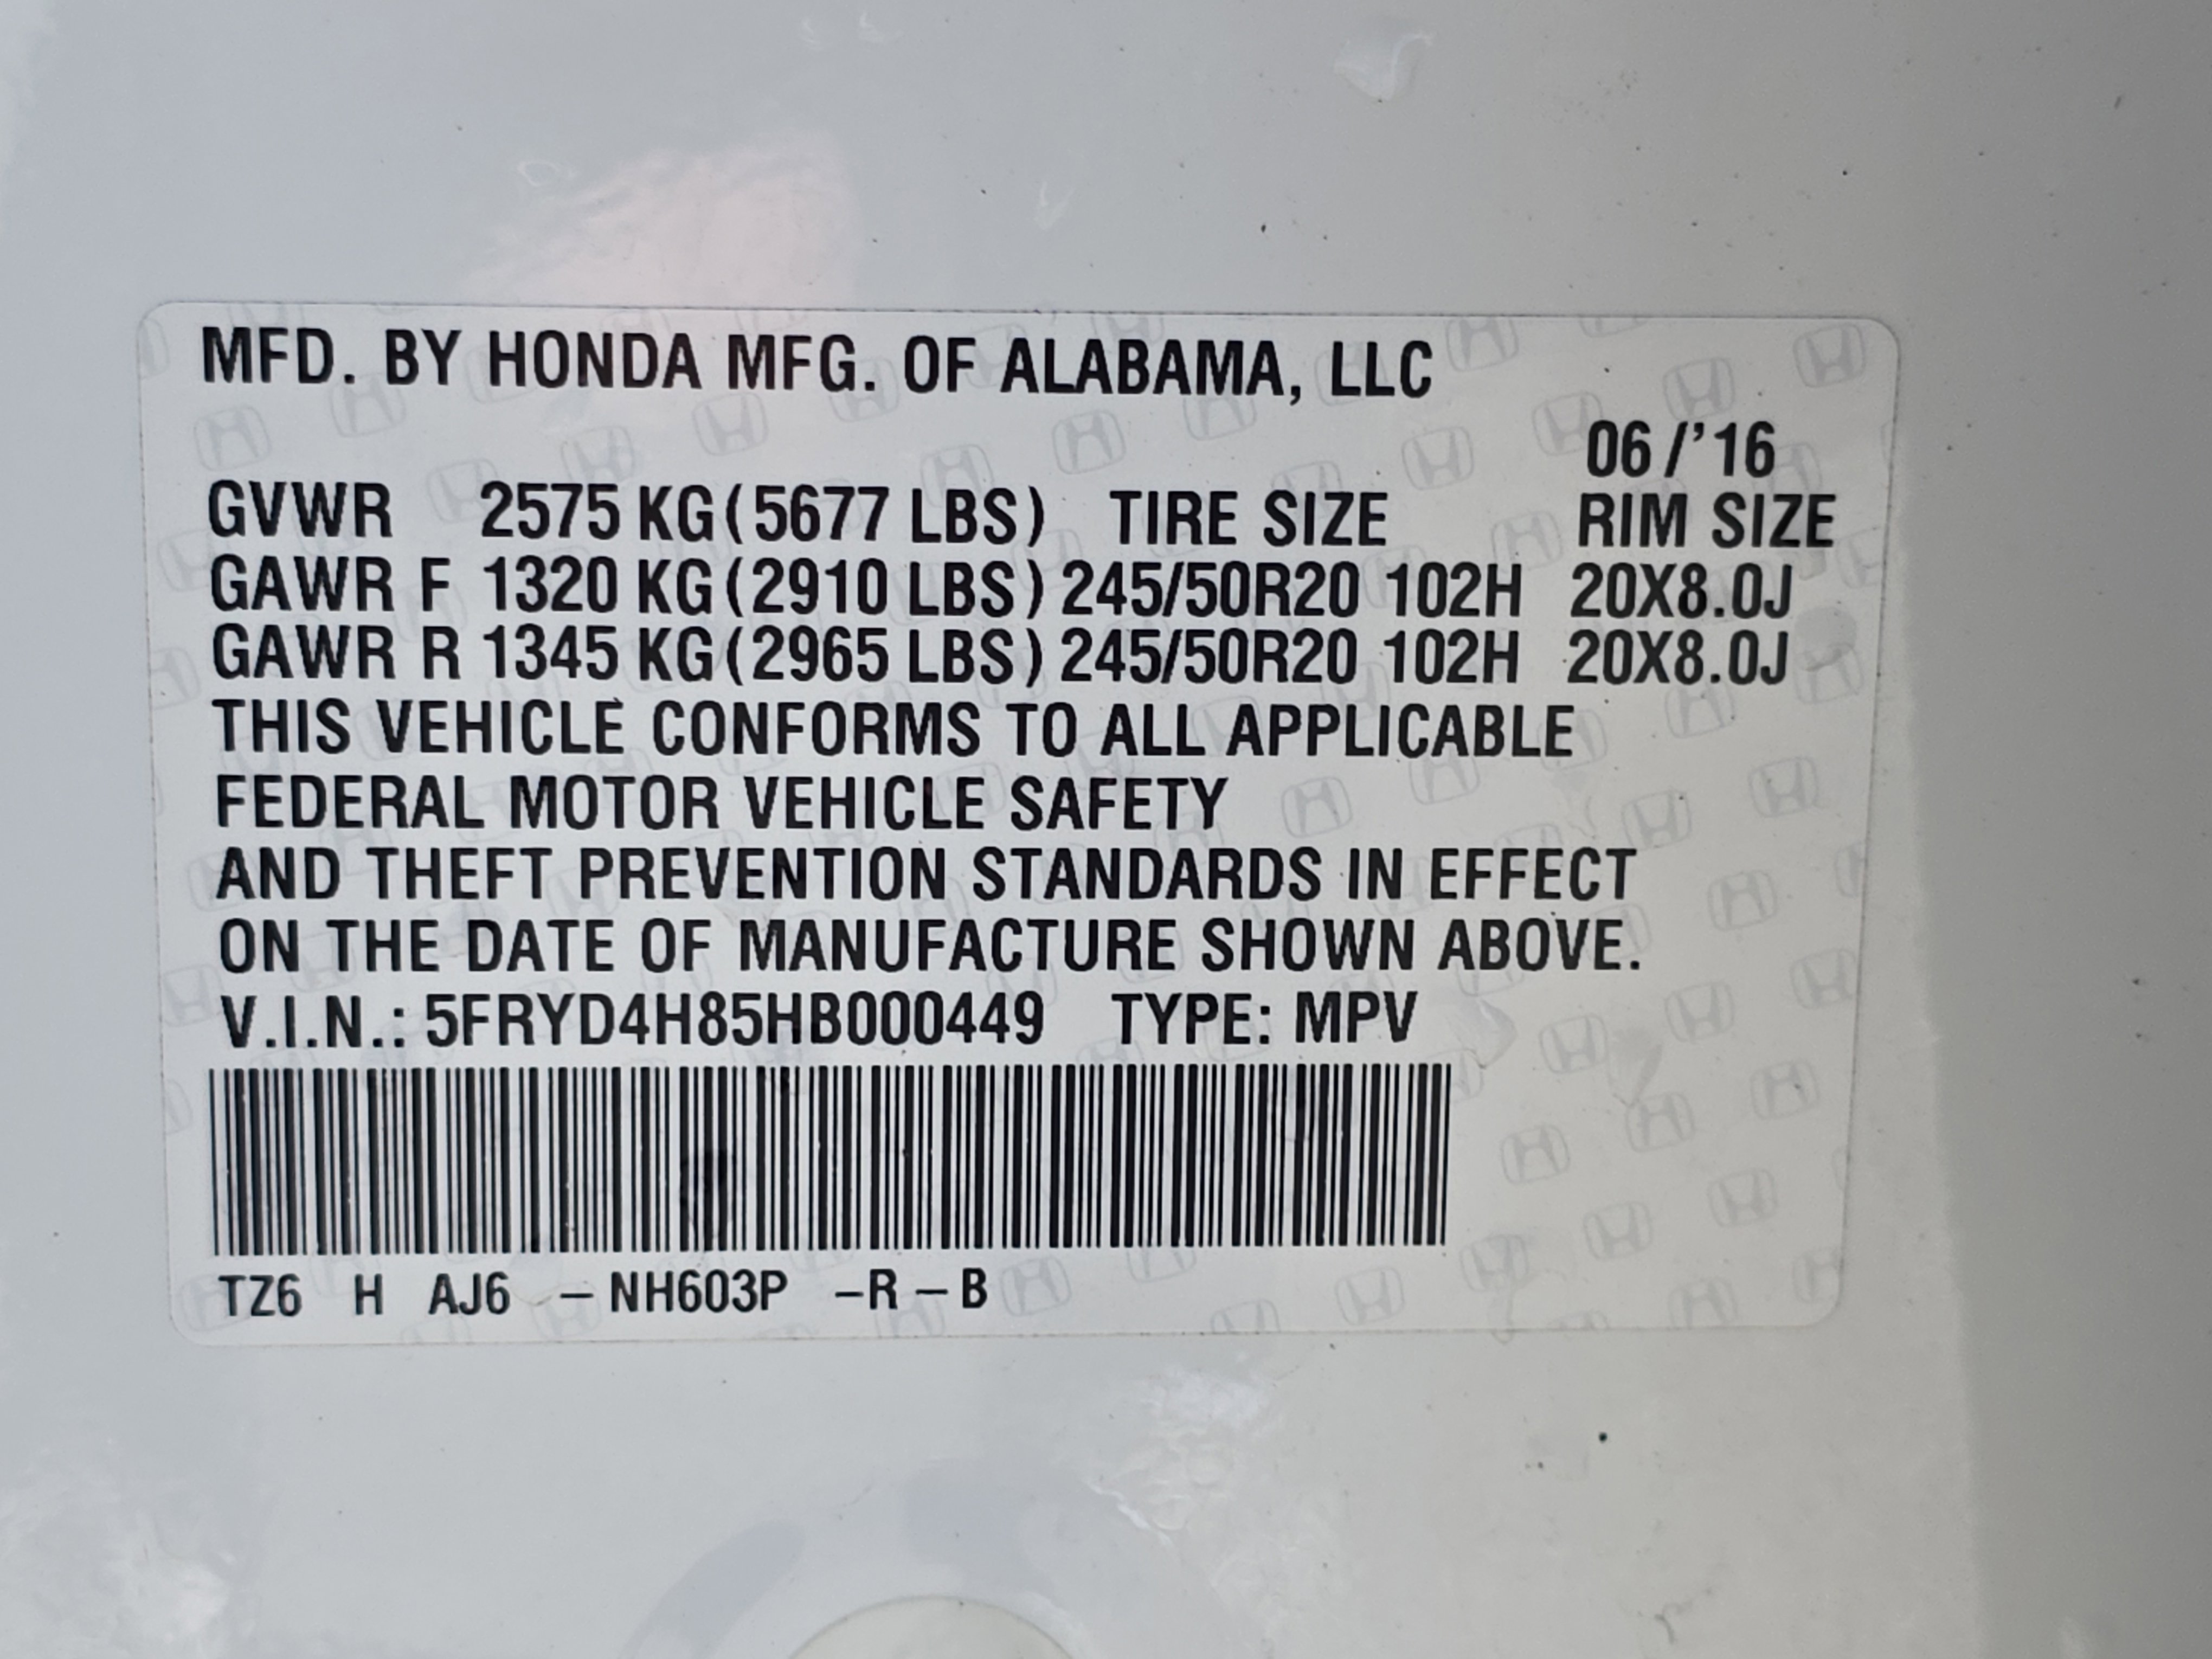 MFD. BY HONDA MFG. OF ALABAMA, LLC
06/'16
GVWR 2575 KG(5677 LBS) TIRE SIZE RIM SIZE
GAWR F 1320 KG(2910 LBS) 245/50R20 102H 20X8.0J
GAWR R 1345 KG(2965 LBS) 245/50R20 102H 20X8.0J
THIS VEHICLE CONFORMS TO ALL APPLICABLE
FEDERAL MOTOR VEHICLE SAFETY
AND THEFT PREVENTION STANDARDS IN EFFECT
ON THE DATE OF MANUFACTURE SHOWN ABOVE.
V.I.N.: 5FRYD4H85HB000449 TYPE: MPV
TZ6 H AJ6 – NH603P –R – B